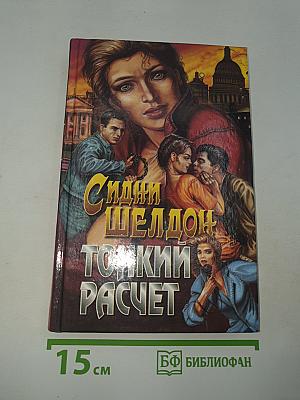 Сидни
ШЕЛДОН
ТОНКИЙ
РАСЧЕТ
15 см
БФ БИБЛИОФАН